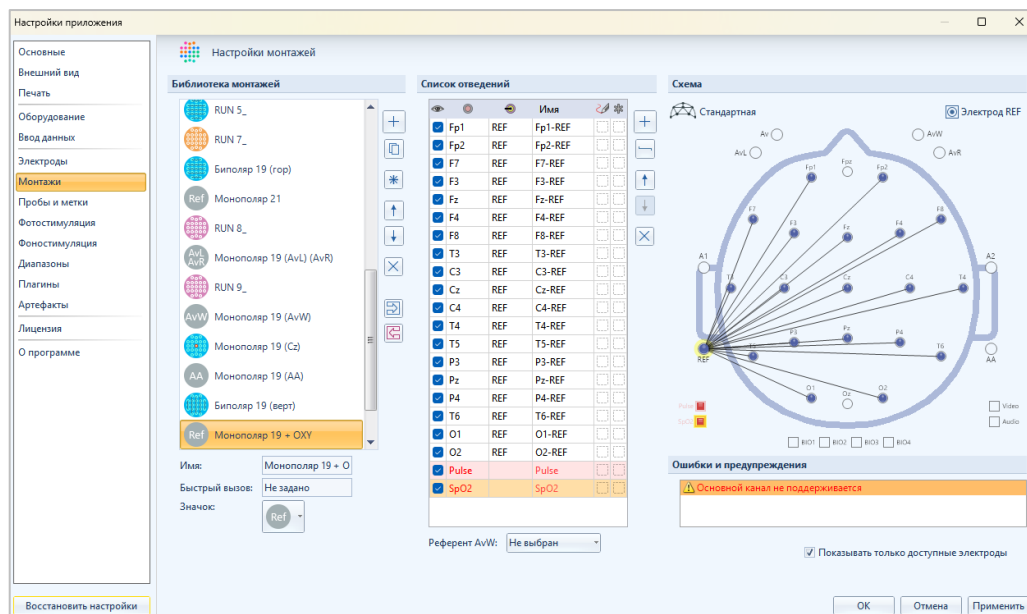 Настройки приложения
Основные
Внешний вид
Печать
Оборудование
Ввод данных
Электроды
Монтажи
Пробы и метки
Фотостимуляция
Фоностимуляция
Диапазоны
Плагины
Артефакты
Лицензия
О программе
Восстановить настройки
Настройки монтажей
Библиотека монтажей
RUN 5_
RUN 7_
Биполяр 19 (гор)
Ref Монополяр 21
RUN 8_
AvL AvR Монополяр 19 (AvL) (AvR)
RUN 9_
AvW Монополяр 19 (AvW)
Монополяр 19 (Cz)
AA Монополяр 19 (AA)
Биполяр 19 (верт)
Ref Монополяр 19 + OXY
Имя: Монополяр 19 + O
Быстрый вызов: Не задано
Значок: Ref
Список отведений
Имя
Fp1 REF Fp1-REF
Fp2 REF Fp2-REF
F7 REF F7-REF
F3 REF F3-REF
Fz REF Fz-REF
F4 REF F4-REF
F8 REF F8-REF
T3 REF T3-REF
C3 REF C3-REF
Cz REF Cz-REF
C4 REF C4-REF
T4 REF T4-REF
T5 REF T5-REF
P3 REF P3-REF
Pz REF Pz-REF
P4 REF P4-REF
T6 REF T6-REF
O1 REF O1-REF
O2 REF O2-REF
Pulse Pulse
SpO2 SpO2
Референт AvW: Не выбран
Схема
Стандартная Электрод REF
Av AvW
AvL AvR
Fp1 Fpz Fp2
F7 F3 Fz F4 F8
A1 A2
T3 C3 Cz C4 T4
REF T5 P3 Pz P4 T6 AA
O1 Oz O2
Pulse Video
SpO2 Audio
BIO1 BIO2 BIO3 BIO4
Ошибки и предупреждения
Основной канал не поддерживается
Показывать только доступные электроды
ОК Отмена Применить